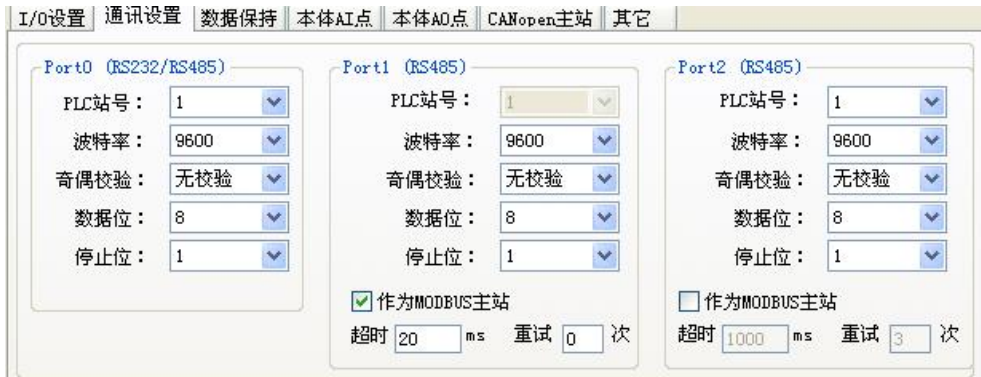 I/O设置 通讯设置 数据保持 本体AI点 本体AO点 CANopen主站 其它
Port0 (RS232/RS485)
PLC站号： 1
波特率： 9600
奇偶校验： 无校验
数据位： 8
停止位： 1
Port1 (RS485)
PLC站号： 1
波特率： 9600
奇偶校验： 无校验
数据位： 8
停止位： 1
作为MODBUS主站
超时 20 ms 重试 0 次
Port2 (RS485)
PLC站号： 1
波特率： 9600
奇偶校验： 无校验
数据位： 8
停止位： 1
作为MODBUS主站
超时 1000 ms 重试 3 次